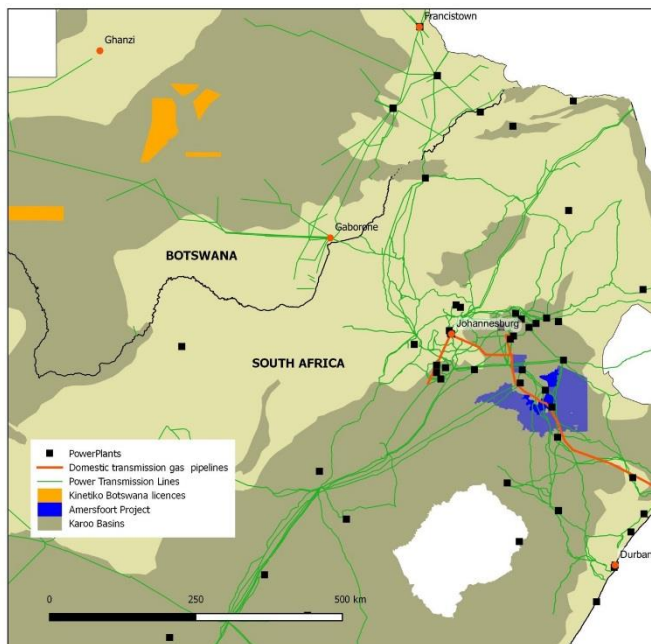 Francistown
Ghanzi
Gaborone
BOTSWANA
Johannesburg
SOUTH AFRICA
PowerPlants
Domestic transmission gas pipelines
Power Transmission Lines
Kinetiko Botswana licences
Amersfoort Project
Karoo Basins
Durban
0 250 500 km